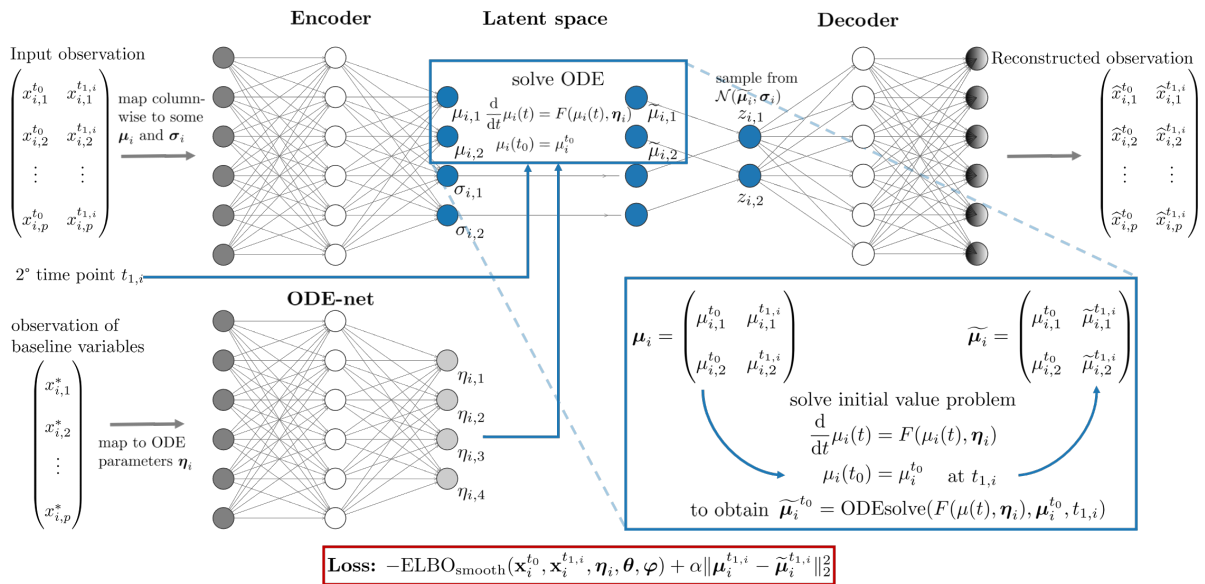 Encoder
Latent space
Decoder
Input observation
x_{i,1}^{t_0} x_{i,1}^{t_{1,i}}
x_{i,2}^{t_0} x_{i,2}^{t_{1,i}}
⋮ ⋮
x_{i,p}^{t_0} x_{i,p}^{t_{1,i}}
map column-
wise to some
μ_i and σ_i
solve ODE
μ_{i,1} d/dt μ_i(t) = F(μ_i(t), η_i) μ̃_{i,1}
μ_{i,2} μ_i(t_0) = μ_i^{t_0} μ̃_{i,2}
σ_{i,1}
σ_{i,2}
sample from
N(μ̃_i, σ_i)
z_{i,1}
z_{i,2}
Reconstructed observation
x̂_{i,1}^{t_0} x̂_{i,1}^{t_{1,i}}
x̂_{i,2}^{t_0} x̂_{i,2}^{t_{1,i}}
⋮ ⋮
x̂_{i,p}^{t_0} x̂_{i,p}^{t_{1,i}}
2° time point t_{1,i}
ODE-net
observation of
baseline variables
x_{i,1}^*
x_{i,2}^*
⋮
x_{i,p}^*
map to ODE
parameters η_i
η_{i,1}
η_{i,2}
η_{i,3}
η_{i,4}
μ_i = ( μ_{i,1}^{t_0} μ_{i,1}^{t_{1,i}}
μ_{i,2}^{t_0} μ_{i,2}^{t_{1,i}} )
μ̃_i = ( μ_{i,1}^{t_0} μ̃_{i,1}^{t_{1,i}}
μ_{i,2}^{t_0} μ̃_{i,2}^{t_{1,i}} )
solve initial value problem
d/dt μ_i(t) = F(μ_i(t), η_i)
μ_i(t_0) = μ_i^{t_0} at t_{1,i}
to obtain μ̃_i^{t_0} = ODEsolve(F(μ(t), η_i), μ_i^{t_0}, t_{1,i})
Loss: −ELBO_{smooth}(x_i^{t_0}, x_i^{t_{1,i}}, η_i, θ, φ) + α‖μ_i^{t_{1,i}} − μ̃_i^{t_{1,i}}‖_2^2